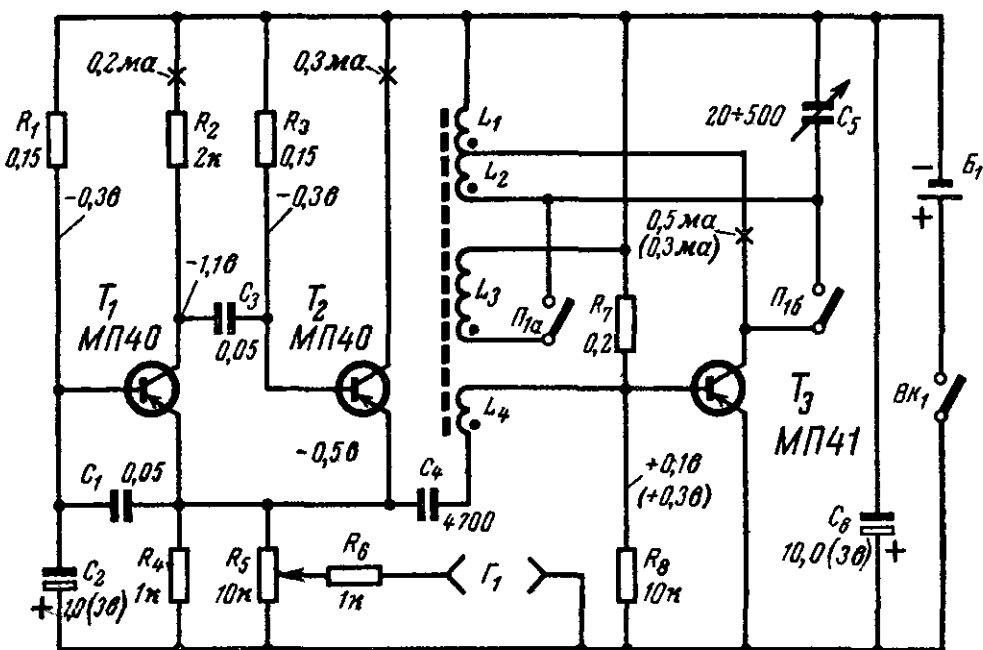 0,2ма
0,3ма
R1
0,15
R2
2к
R3
0,15
L1
L2
20÷500
C5
Б1
−
+
−0,3в
−0,3в
−1,1в
0,5ма
(0,3ма)
T1
МП40
C3
0,05
T2
МП40
L3
П1а
R7
0,2
П1б
L4
T3
МП41
Вк1
−0,5в
C1
0,05
C4
4700
+0,1в
(+0,3в)
C6
10,0(3в)
+
C2
+
1,0(3в)
R4
1к
R5
10к
R6
1к
Г1
R8
10к